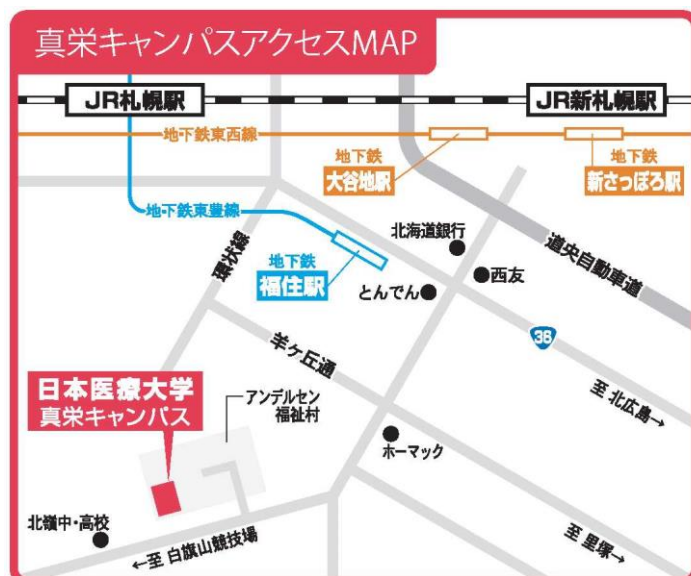 真栄キャンパスアクセスMAP
JR札幌駅
JR新札幌駅
地下鉄東西線
地下鉄
大谷地駅
地下鉄
新さっぽろ駅
地下鉄東豊線
環状線
地下鉄
福住駅
北海道銀行
西友
とんでん
道央自動車道
羊ヶ丘通
36
至 北広島→
日本医療大学
真栄キャンパス
アンデルセン
福祉村
ホーマック
北嶺中・高校
←至 白旗山競技場
至 里塚→